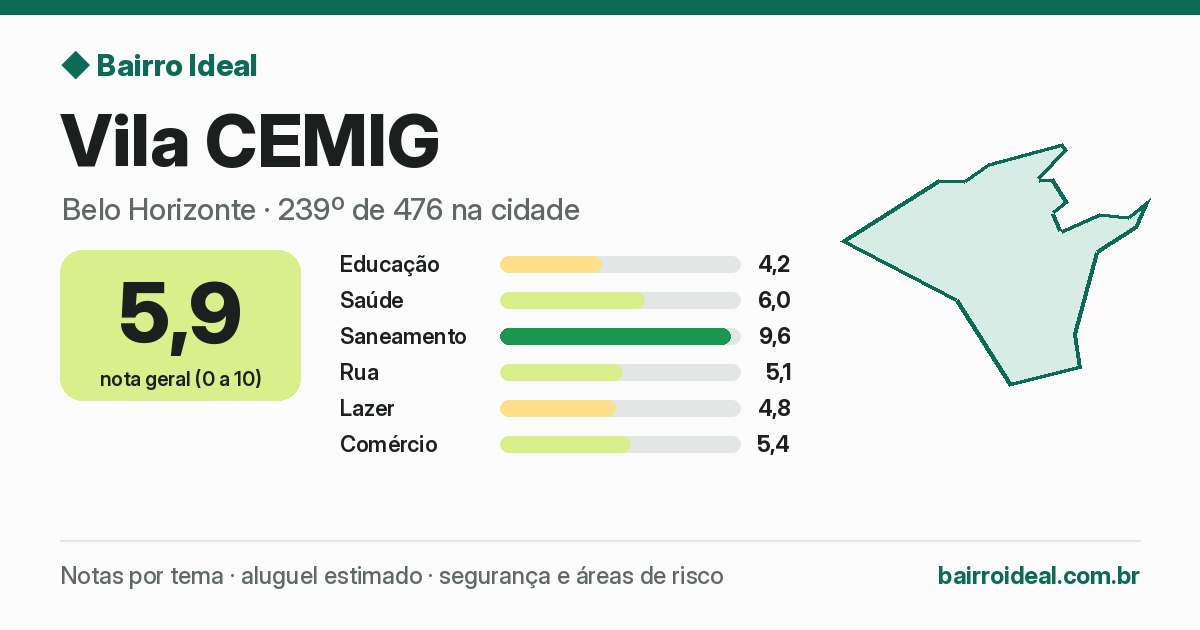 Bairro Ideal
Vila CEMIG
Belo Horizonte · 239º de 476 na cidade
5,9
nota geral (0 a 10)
Educação 4,2
Saúde 6,0
Saneamento 9,6
Rua 5,1
Lazer 4,8
Comércio 5,4
Notas por tema · aluguel estimado · segurança e áreas de risco
bairroideal.com.br